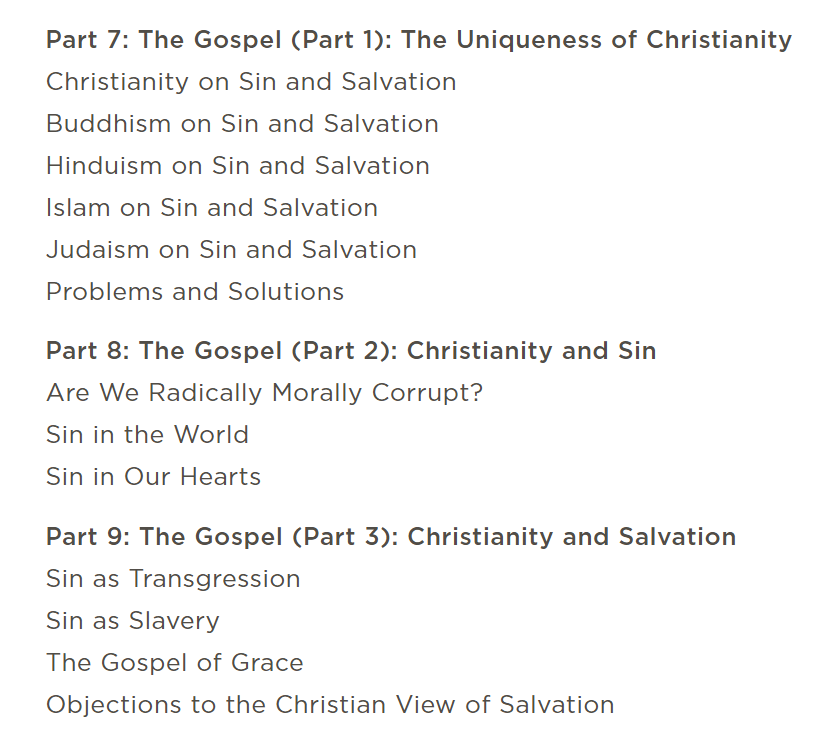 Part 7: The Gospel (Part 1): The Uniqueness of Christianity
Christianity on Sin and Salvation
Buddhism on Sin and Salvation
Hinduism on Sin and Salvation
Islam on Sin and Salvation
Judaism on Sin and Salvation
Problems and Solutions
Part 8: The Gospel (Part 2): Christianity and Sin
Are We Radically Morally Corrupt?
Sin in the World
Sin in Our Hearts
Part 9: The Gospel (Part 3): Christianity and Salvation
Sin as Transgression
Sin as Slavery
The Gospel of Grace
Objections to the Christian View of Salvation